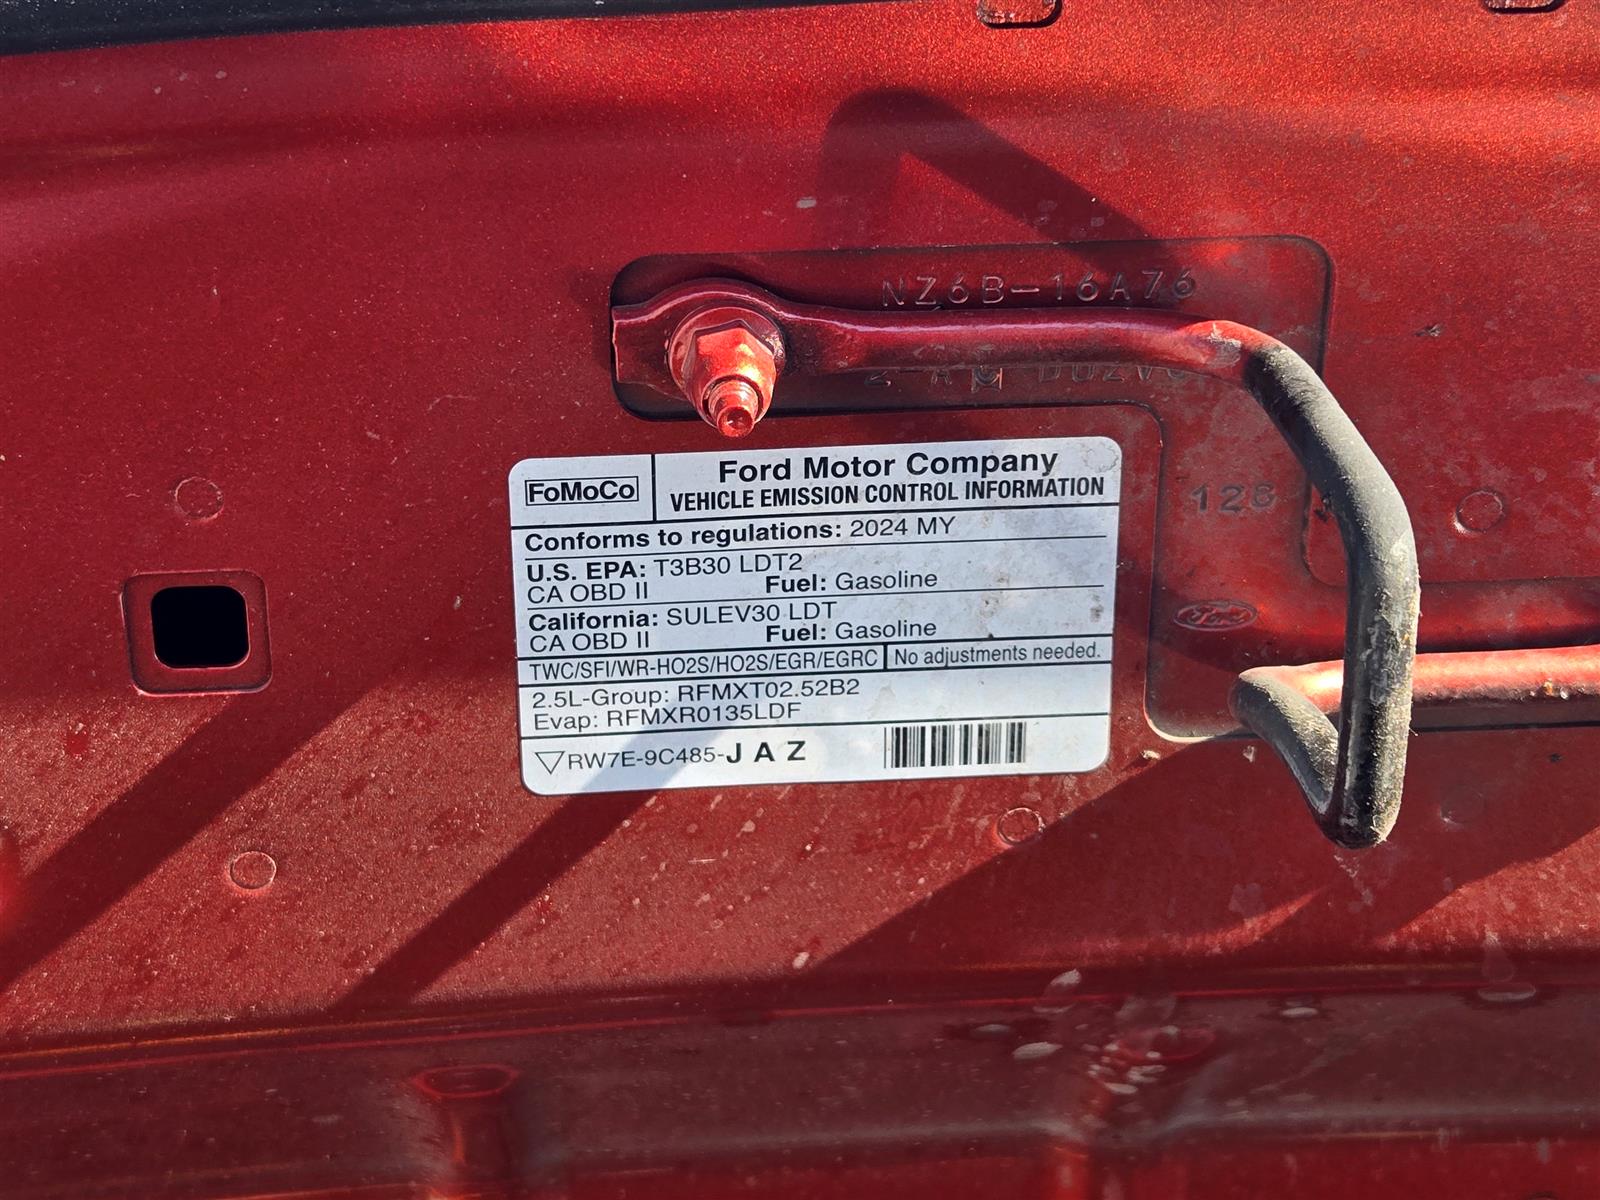 NZ6B-16A76
FoMoCo
Ford Motor Company
VEHICLE EMISSION CONTROL INFORMATION
Conforms to regulations: 2024 MY
U.S. EPA: T3B30 LDT2
CA OBD II Fuel: Gasoline
California: SULEV30 LDT
CA OBD II Fuel: Gasoline
TWC/SFI/WR-HO2S/HO2S/EGR/EGRC No adjustments needed.
2.5L-Group: RFMXT02.52B2
Evap: RFMXR0135LDF
RW7E-9C485-JAZ
Ford